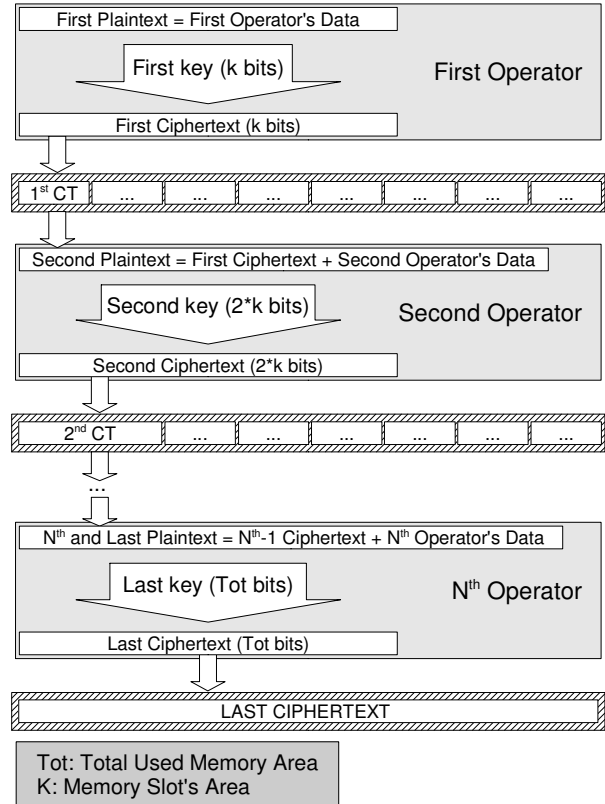 First Plaintext = First Operator's Data
First key (k bits)
First Operator
First Ciphertext (k bits)
1st CT ... ... ... ... ... ... ...
Second Plaintext = First Ciphertext + Second Operator's Data
Second key (2*k bits)
Second Operator
Second Ciphertext (2*k bits)
2nd CT ... ... ... ... ... ...
...
Nth and Last Plaintext = Nth-1 Ciphertext + Nth Operator's Data
Last key (Tot bits)
Nth Operator
Last Ciphertext (Tot bits)
LAST CIPHERTEXT
Tot: Total Used Memory Area
K: Memory Slot's Area